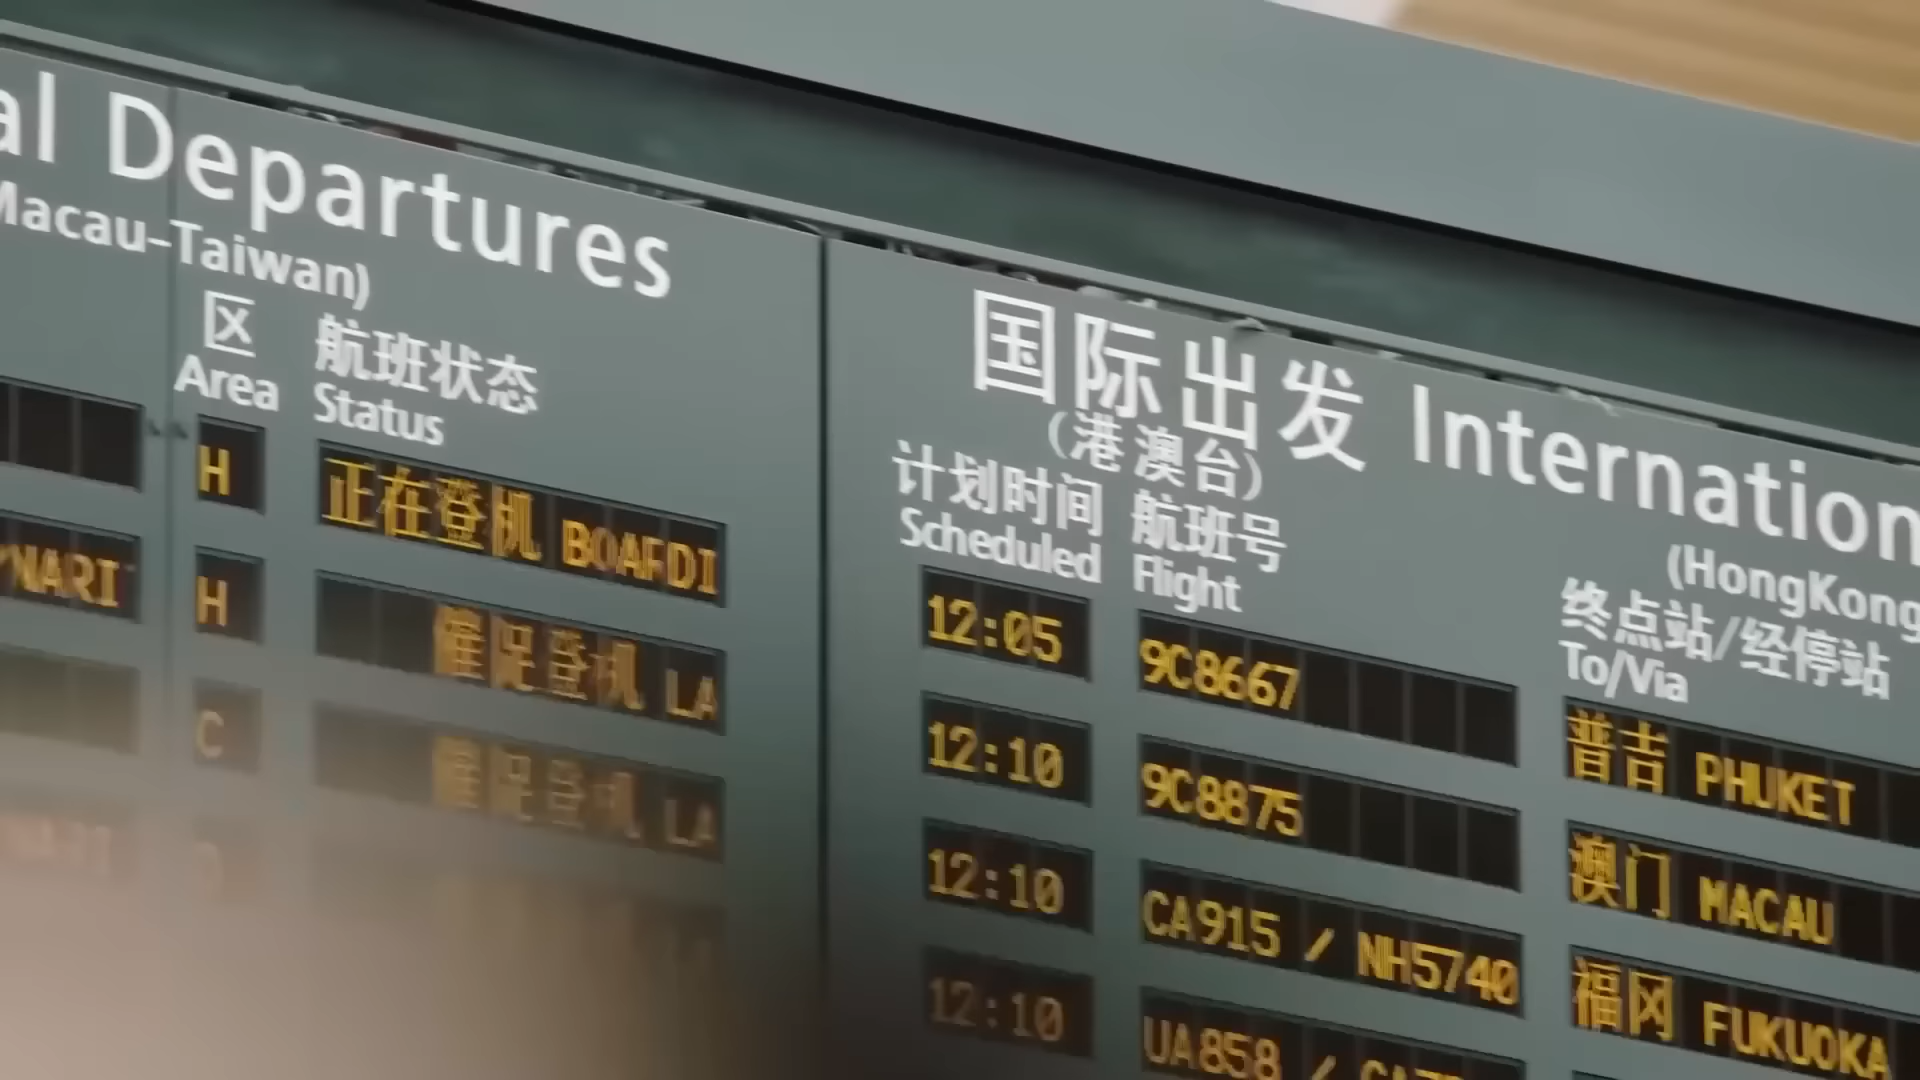 al Departures
Macau-Taiwan)
区 航班状态
Area Status
H 正在登机 BOAFDI
H 催促登机 LA
C 催促登机 LA
国际出发 Internation
(港澳台) (HongKong
计划时间 航班号 终点站/经停站
Scheduled Flight To/Via
12:05 9C8667 普吉 PHUKET
12:10 9C8875 澳门 MACAU
12:10 CA915 / NH5740 福冈 FUKUOKA
12:10 UA858 /